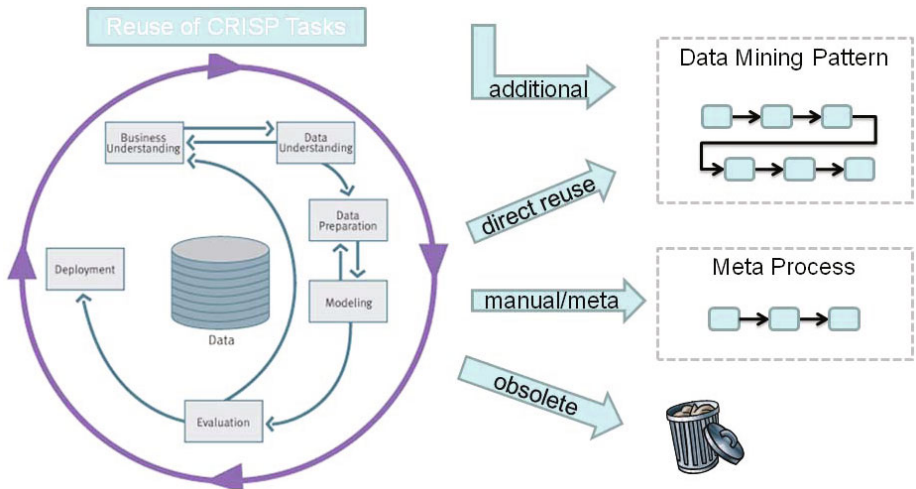 Reuse of CRISP Tasks
Business
Understanding
Data
Understanding
Data
Preparation
Modeling
Deployment
Data
Evaluation
additional
direct reuse
manual/meta
obsolete
Data Mining Pattern
Meta Process